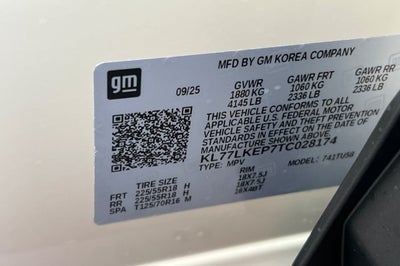 MFD BY GM KOREA COMPANY
gm
09/25
GVWR GAWR FRT GAWR RR
1880 KG 1060 KG 1060 KG
4145 LB 2336 LB 2336 LB
THIS VEHICLE CONFORMS TO ALL
APPLICABLE U.S. FEDERAL MOTOR
VEHICLE SAFETY AND THEFT PREVENTION
STANDARDS IN EFFECT ON THE DATE OF
MANUFACTURE SHOWN ABOVE.
KL77LKEP7TC028174
TYPE: MPV MODEL: 741TU58
TIRE SIZE RIM
FRT 225/55R18 H 18X7.5J
RR 225/55R18 H 18X7.5J
SPA T125/70R16 M 16X4BT